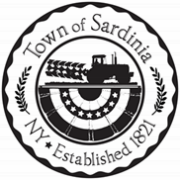 Town of Sardinia
NY ★ Established 1821